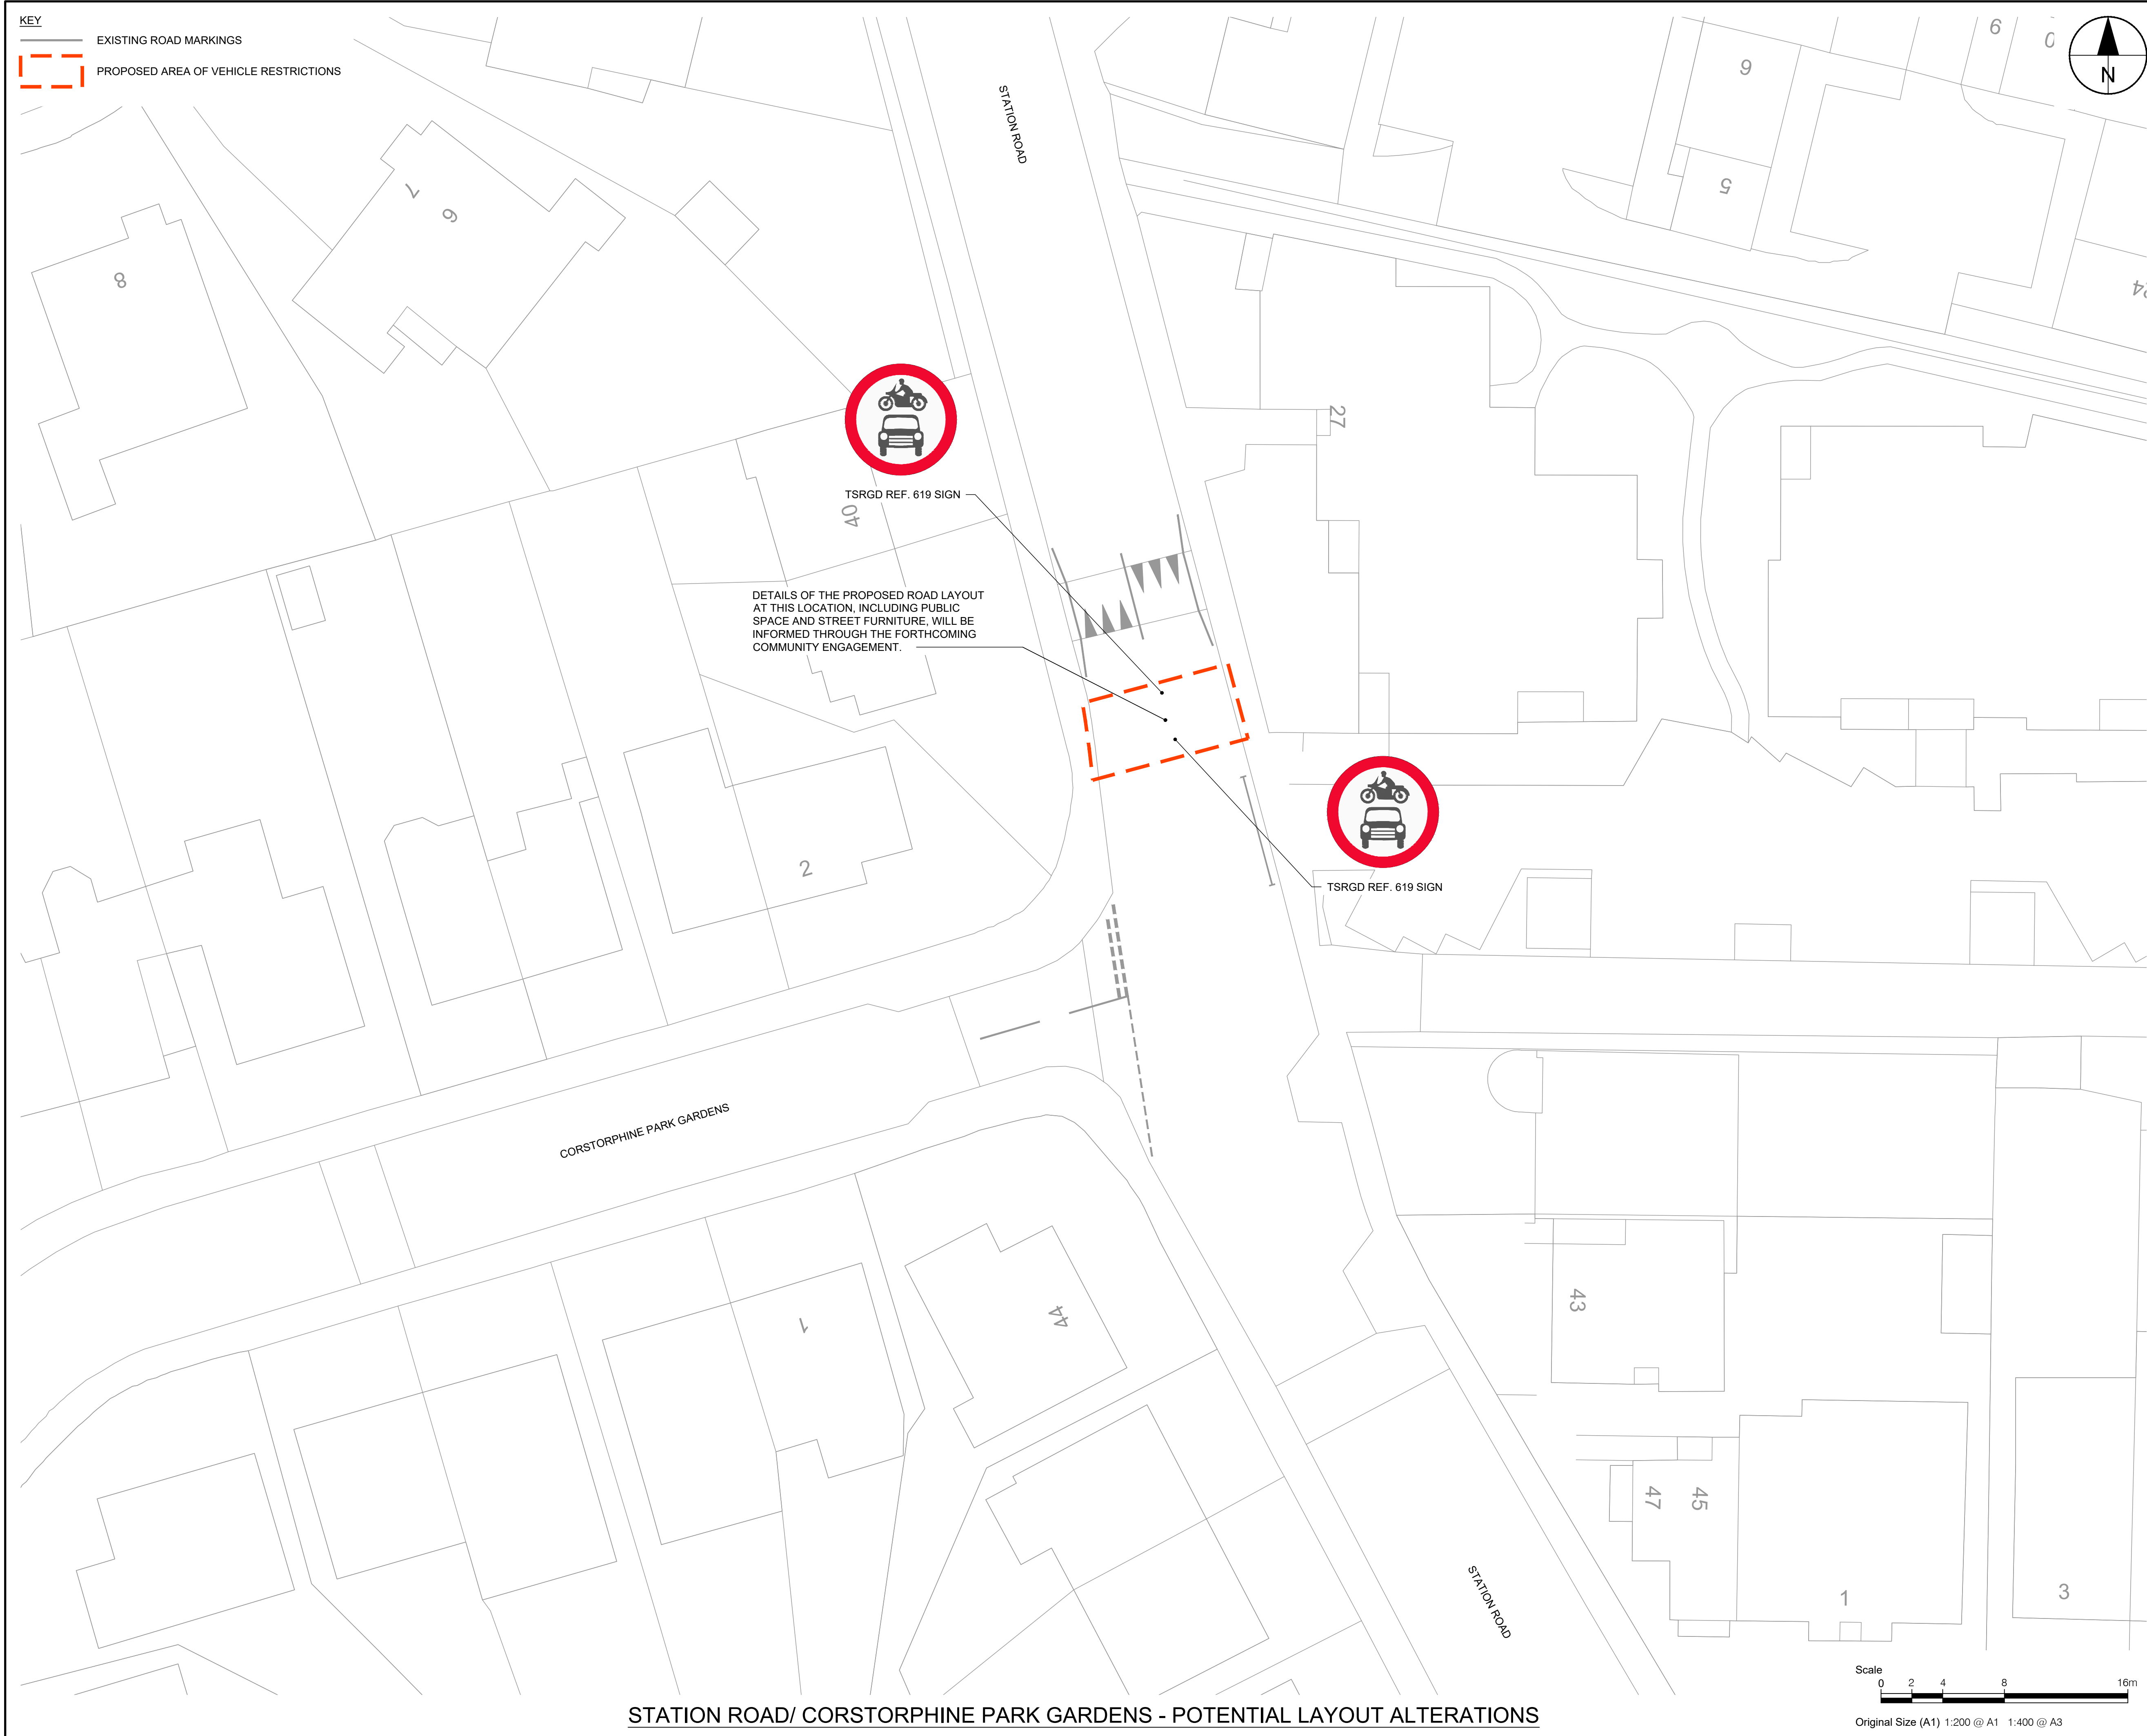 KEY
EXISTING ROAD MARKINGS
PROPOSED AREA OF VEHICLE RESTRICTIONS
N
STATION ROAD
9
0
6
5
24
7
6
8
27
TSRGD REF. 619 SIGN
40
DETAILS OF THE PROPOSED ROAD LAYOUT
AT THIS LOCATION, INCLUDING PUBLIC
SPACE AND STREET FURNITURE, WILL BE
INFORMED THROUGH THE FORTHCOMING
COMMUNITY ENGAGEMENT.
2
TSRGD REF. 619 SIGN
CORSTORPHINE PARK GARDENS
1
44
43
47
45
1
3
STATION ROAD
Scale
0 2 4 8 16m
Original Size (A1) 1:200 @ A1 1:400 @ A3
STATION ROAD/ CORSTORPHINE PARK GARDENS - POTENTIAL LAYOUT ALTERATIONS